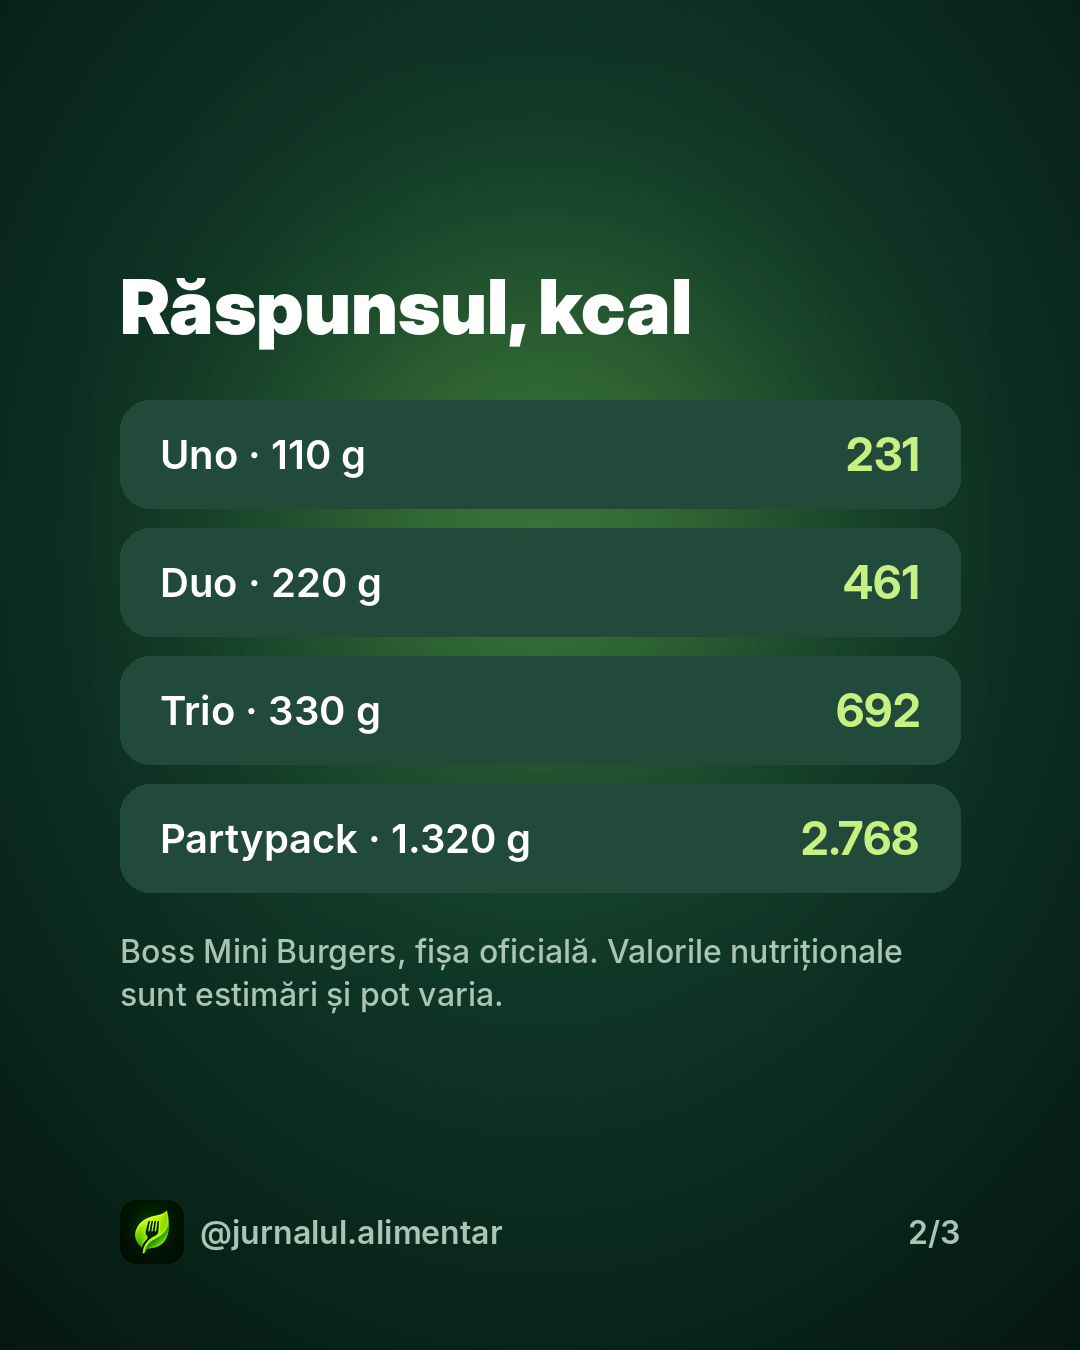 Răspunsul, kcal
Uno · 110 g 231
Duo · 220 g 461
Trio · 330 g 692
Partypack · 1.320 g 2.768
Boss Mini Burgers, fișa oficială. Valorile nutriționale
sunt estimări și pot varia.
@jurnalul.alimentar 2/3